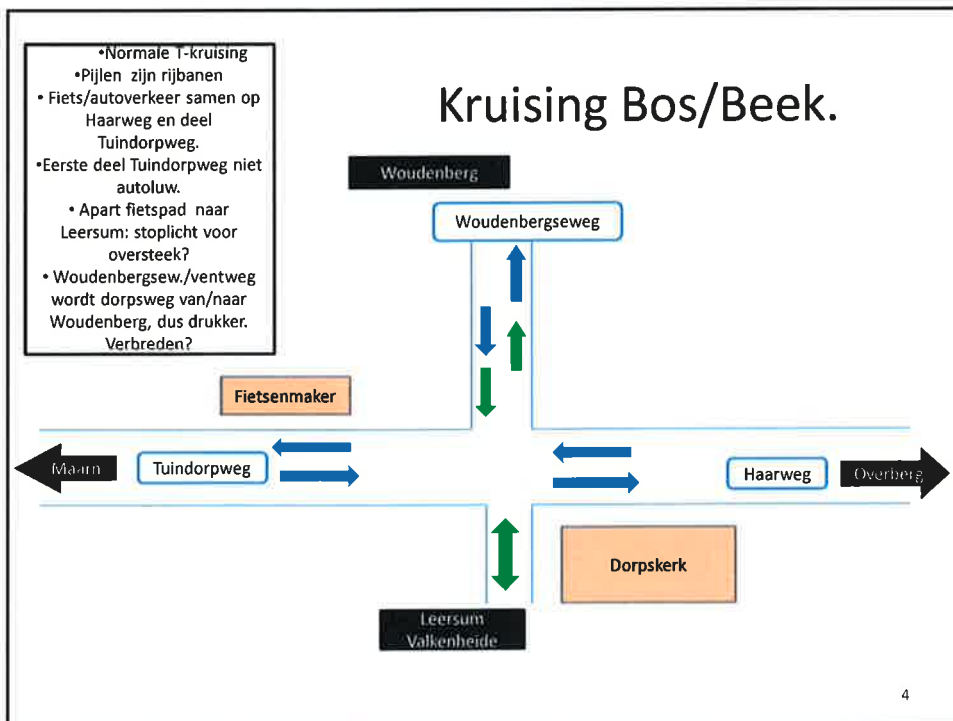 •Normale T-kruising
•Pijlen zijn rijbanen
• Fiets/autoverkeer samen op
Haarweg en deel
Tuindorpweg.
•Eerste deel Tuindorpweg niet
autoluw.
• Apart fietspad naar
Leersum: stoplicht voor
oversteek?
• Woudenbergsew./ventweg
wordt dorpsweg van/naar
Woudenberg, dus drukker.
Verbreden?
Kruising Bos/Beek.
Woudenberg
Woudenbergseweg
Fietsenmaker
Maarn
Tuindorpweg
Haarweg
Overberg
Dorpskerk
Leersum
Valkenheide
4